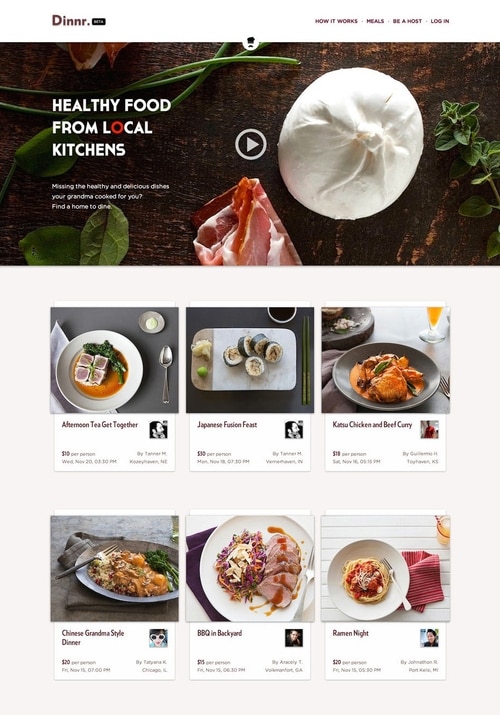 Dinnr. BETA
HOW IT WORKS · MEALS · BE A HOST · LOG IN
HEALTHY FOOD
FROM LOCAL
KITCHENS
Missing the healthy and delicious dishes
your grandma cooked for you?
Find a home to dine.
Afternoon Tea Get Together
$10 per person By Tanner M.
Wed, Nov 20, 03:30 PM Kozeyhaven, NE
Japanese Fusion Feast
$30 per person By Tanner M.
Mon, Nov 18, 07:30 PM Vernerhaven, IN
Katsu Chicken and Beef Curry
$18 per person By Guillermo H.
Sat, Nov 16, 05:15 PM Toyhaven, KS
Chinese Grandma Style
Dinner
$20 per person By Tatyana K.
Fri, Nov 15, 07:00 PM Chicago, IL
BBQ in Backyard
$15 per person By Ansely T.
Fri, Nov 15, 06:30 PM Volkmanfort, GA
Ramen Night
$20 per person By Johnathon R.
Fri, Nov 15, 05:30 PM Port Kelsi, MI